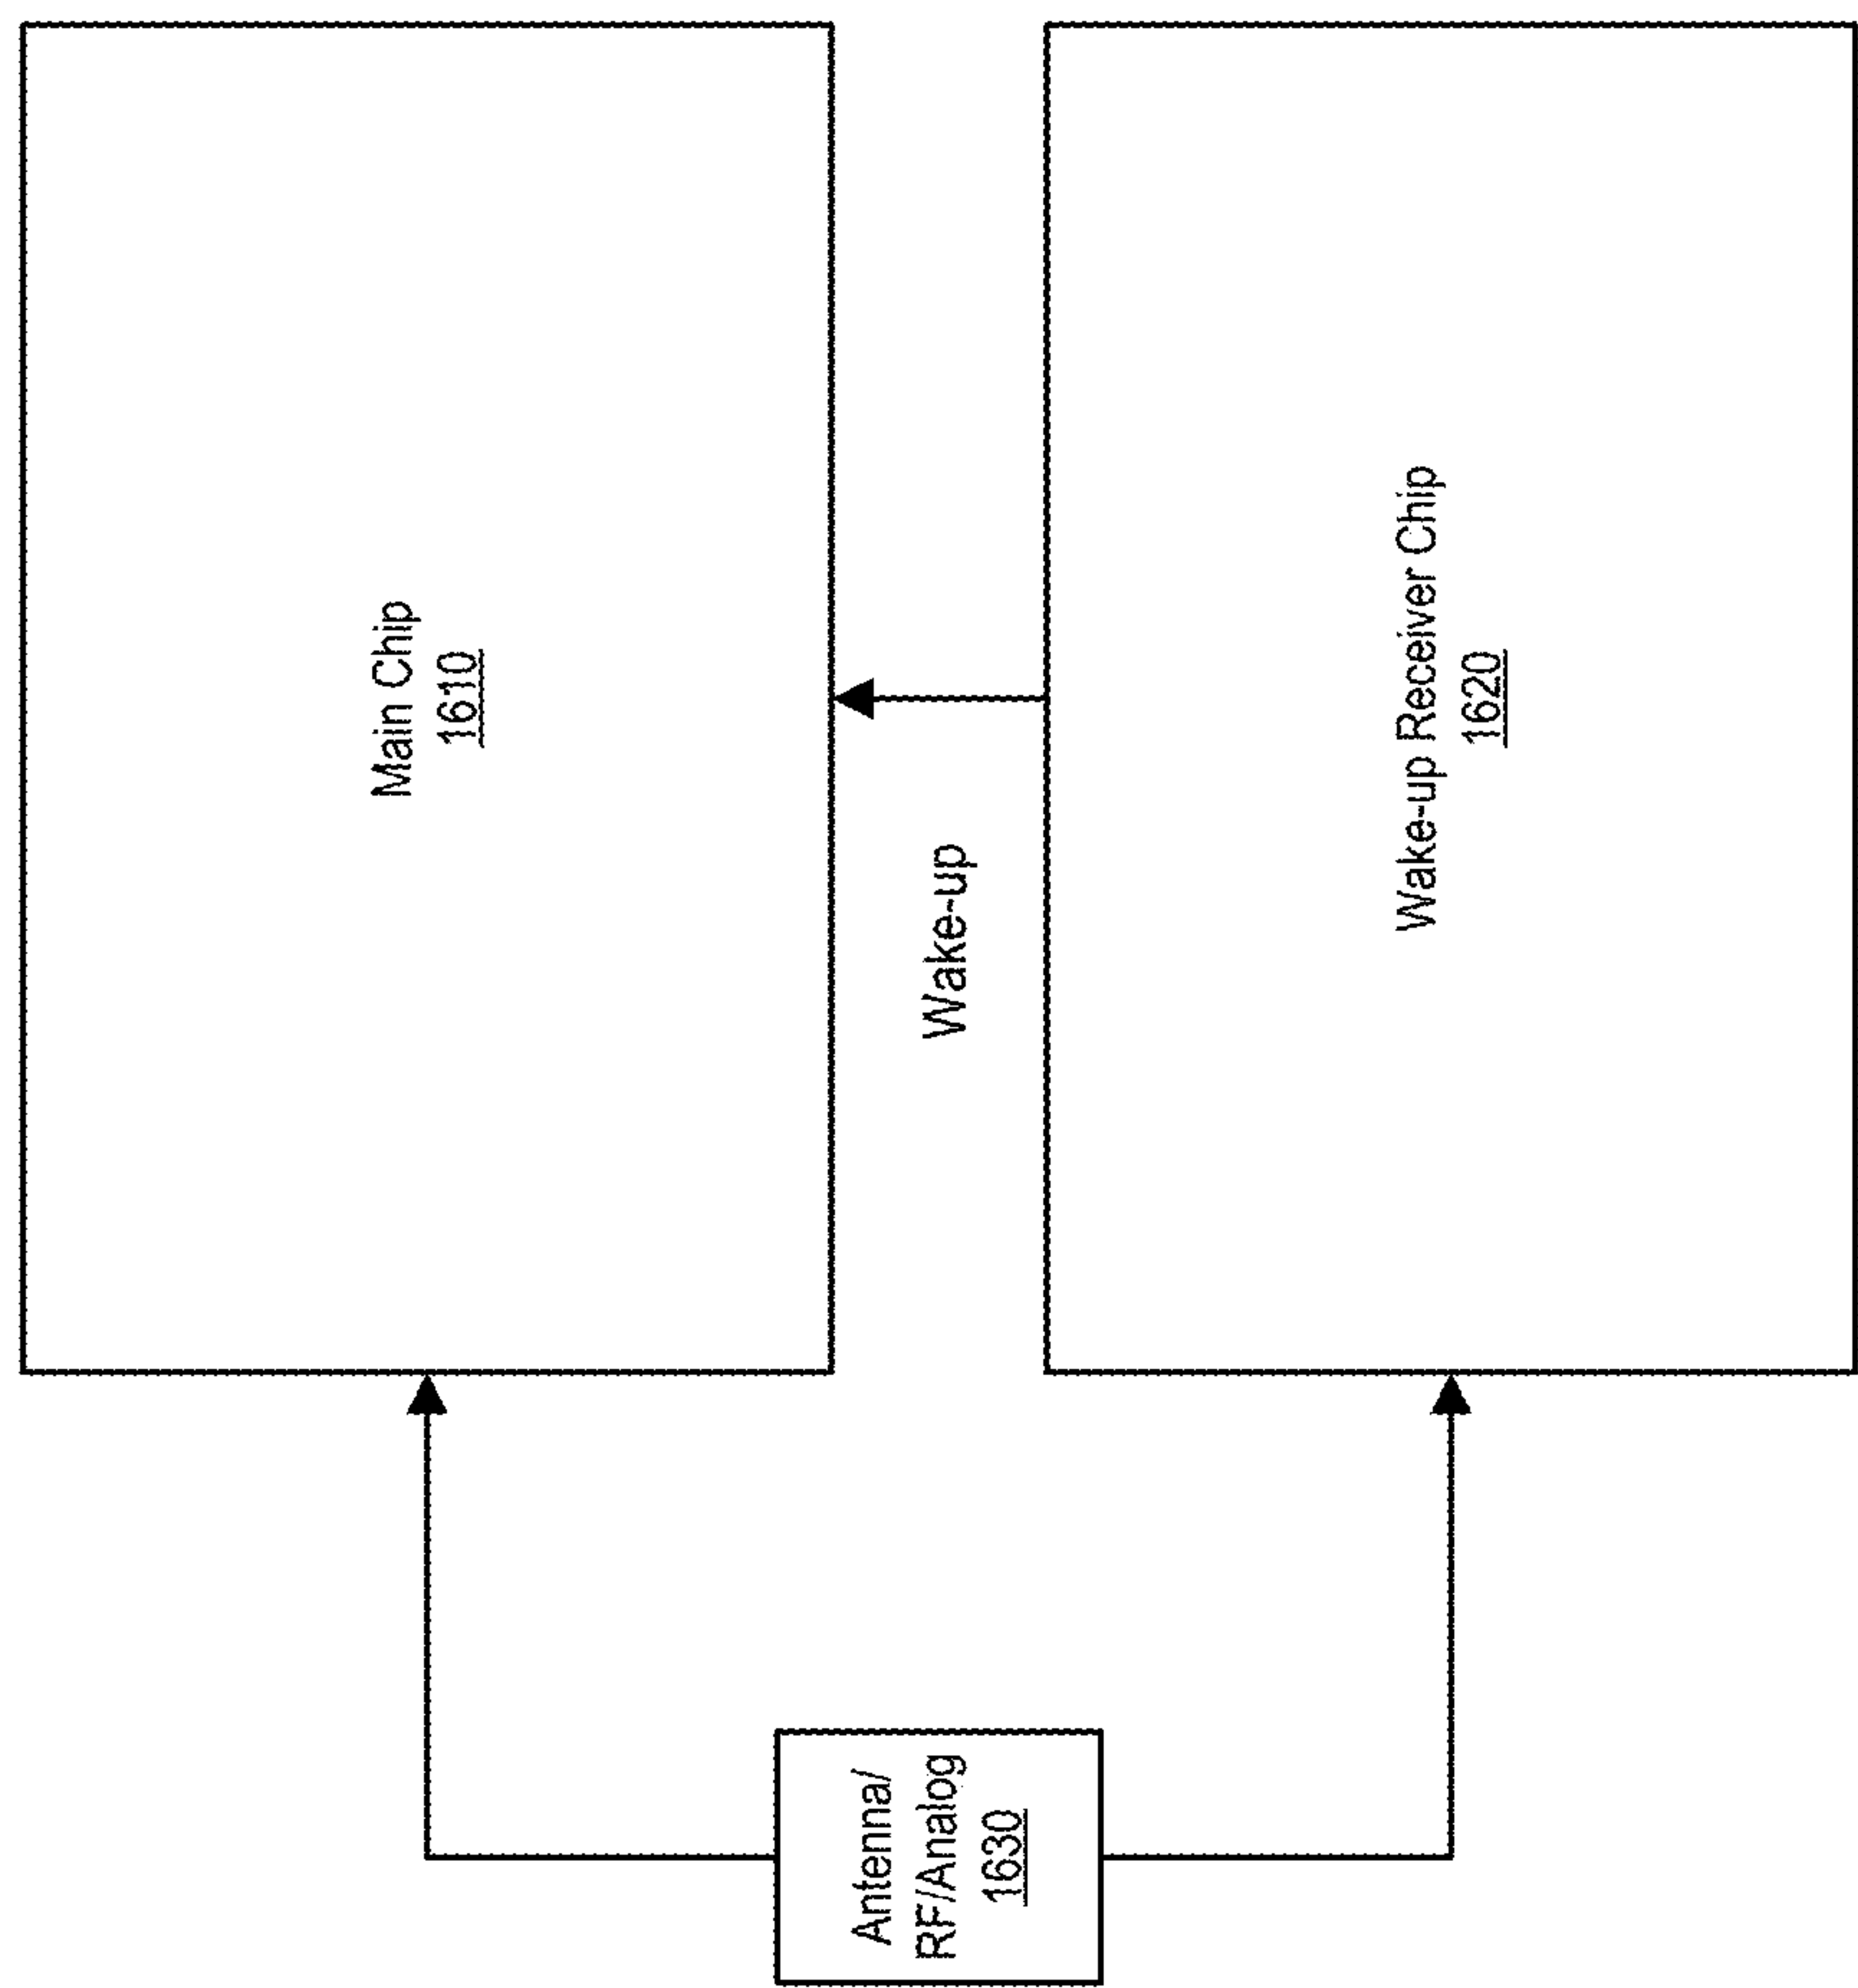 Main Chip
1610
Wake-up
Wake-up Receiver Chip
1620
Antenna/
RF/Analog
1630